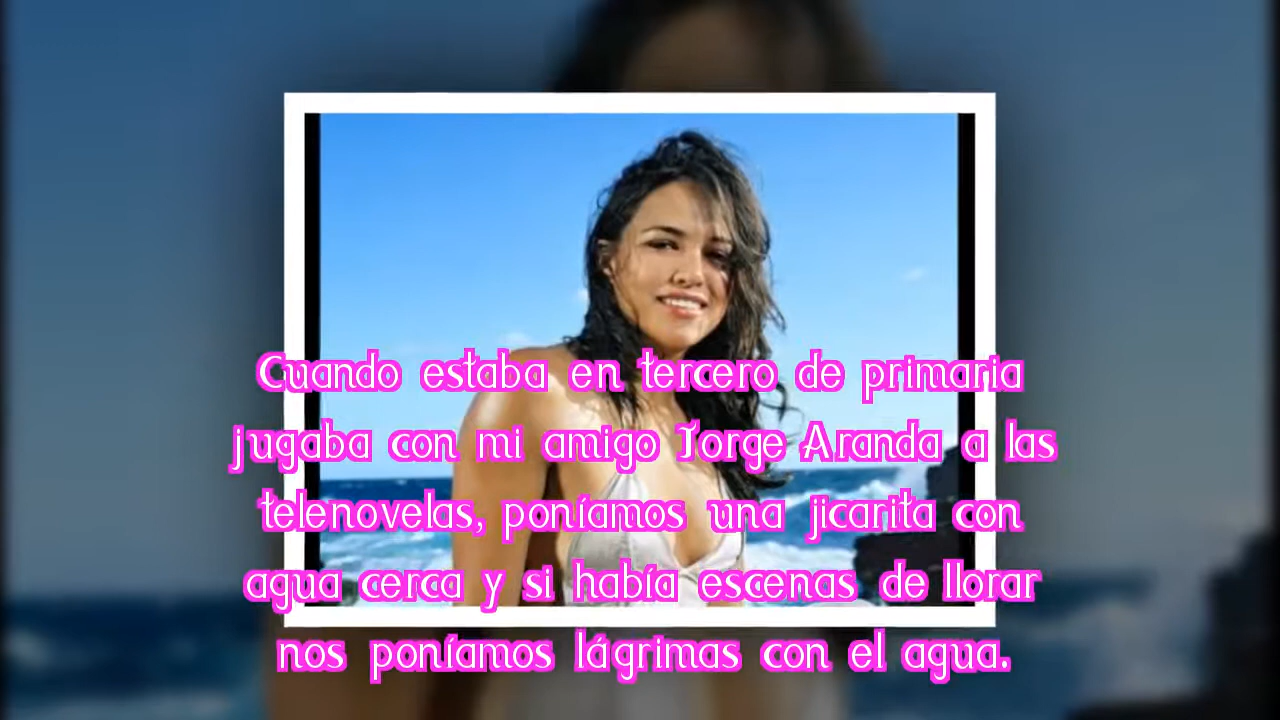 Cuando estaba en tercero de primaria
jugaba con mi amigo Jorge Aranda a las
telenovelas, poníamos una jicarita con
agua cerca y si había escenas de llorar
nos poníamos lágrimas con el agua.